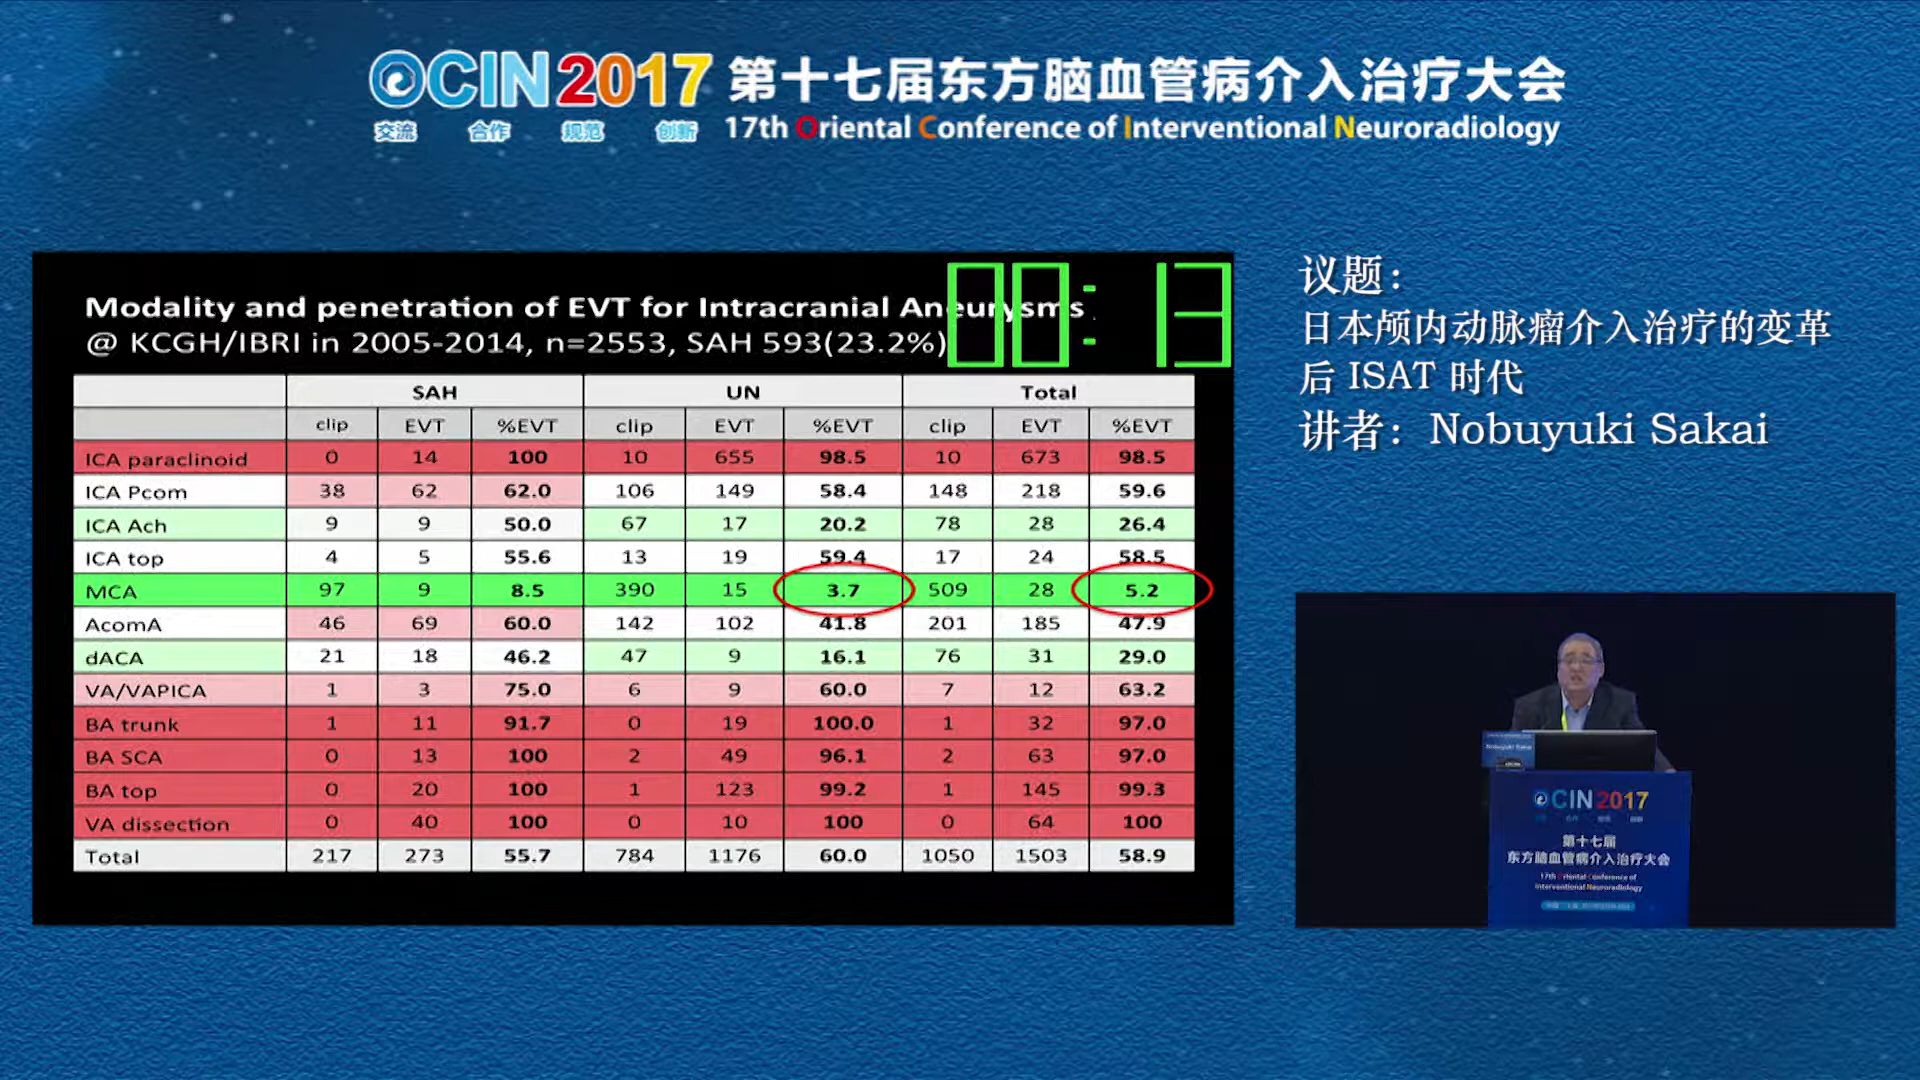 OCIN 2017 第十七届东方脑血管病介入治疗大会
交流 合作 规范 创新 17th Oriental Conference of Interventional Neuroradiology
00:13
Modality and penetration of EVT for Intracranial Aneurysms
@ KCGH/IBRI in 2005-2014, n=2553, SAH 593(23.2%)
SAH UN Total
clip EVT %EVT clip EVT %EVT clip EVT %EVT
ICA paraclinoid 0 14 100 10 655 98.5 10 673 98.5
ICA Pcom 38 62 62.0 106 149 58.4 148 218 59.6
ICA Ach 9 9 50.0 67 17 20.2 78 28 26.4
ICA top 4 5 55.6 13 19 59.4 17 24 58.5
MCA 97 9 8.5 390 15 3.7 509 28 5.2
AcomA 46 69 60.0 142 102 41.8 201 185 47.9
dACA 21 18 46.2 47 9 16.1 76 31 29.0
VA/VAPICA 1 3 75.0 6 9 60.0 7 12 63.2
BA trunk 1 11 91.7 0 19 100.0 1 32 97.0
BA SCA 0 13 100 2 49 96.1 2 63 97.0
BA top 0 20 100 1 123 99.2 1 145 99.3
VA dissection 0 40 100 0 10 100 0 64 100
Total 217 273 55.7 784 1176 60.0 1050 1503 58.9
议题：
日本颅内动脉瘤介入治疗的变革
后 ISAT 时代
讲者：Nobuyuki Sakai
Nobuyuki Sakai
OCIN 2017
第十七届
东方脑血管病介入治疗大会
17th Oriental Conference of
Interventional Neuroradiology